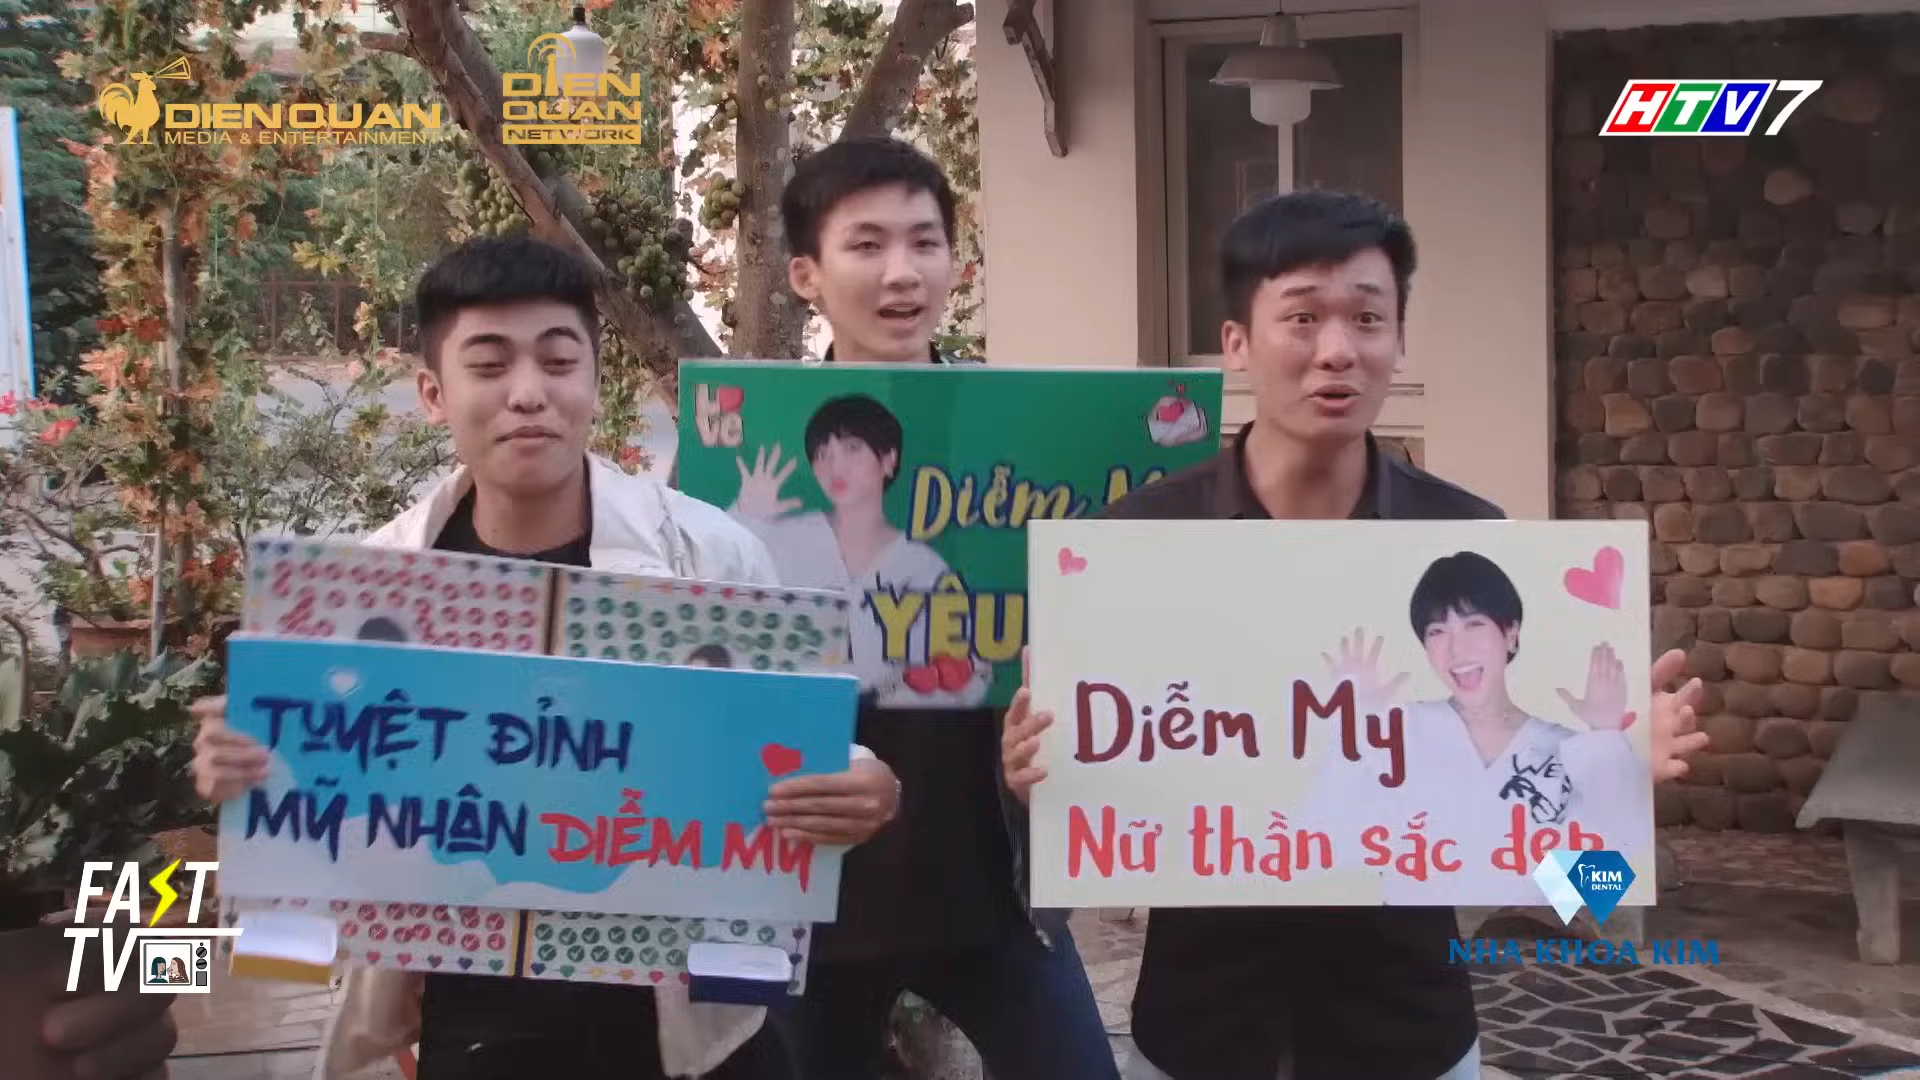 DIEN QUAN
MEDIA & ENTERTAINMENT
DIEN
QUAN
NETWORK
HTV7
Love
Diễm
YÊU
TUYỆT ĐỈNH
MỸ NHÂN DIỄM MY
Diễm My
Nữ thần sắc
KIM
DENTAL
NHA KHOA KIM
FAST
TV